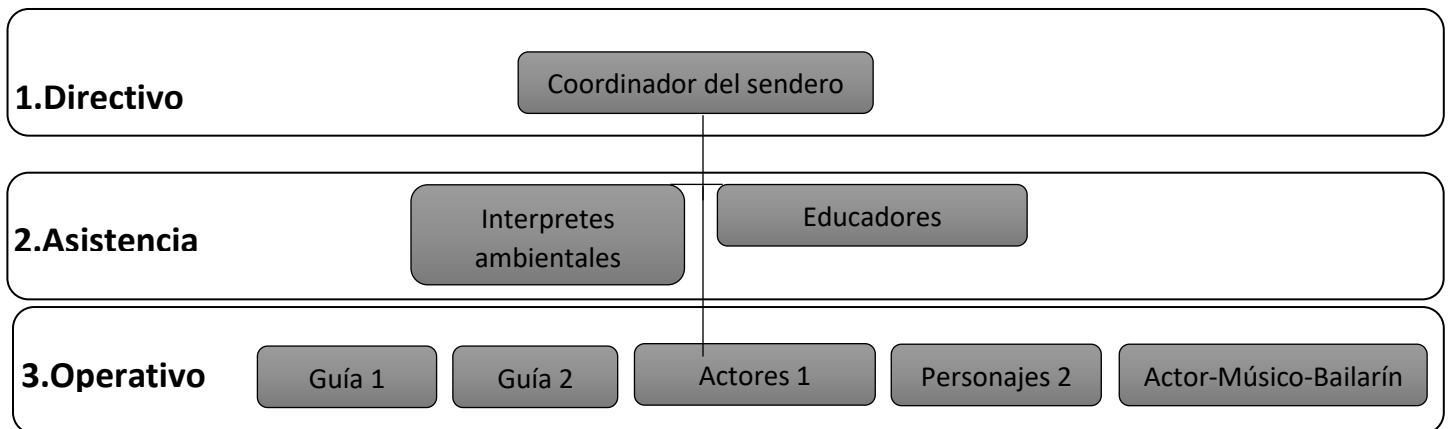 1.Directivo
Coordinador del sendero
2.Asistencia
Interpretes
ambientales
Educadores
3.Operativo
Guía 1
Guía 2
Actores 1
Personajes 2
Actor-Músico-Bailarín